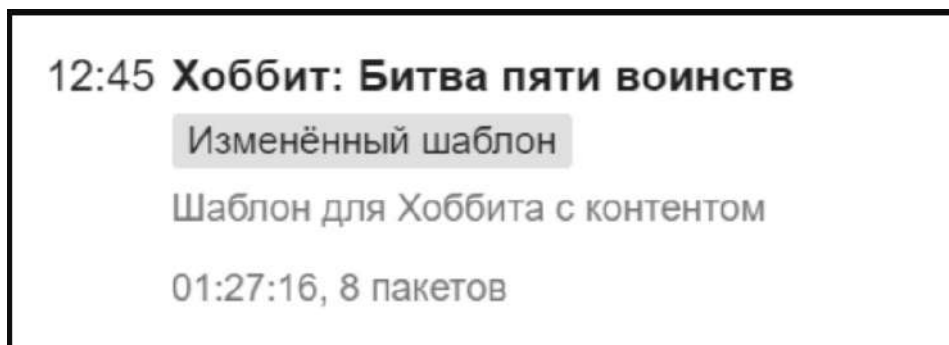 12:45 Хоббит: Битва пяти воинств
Изменённый шаблон
Шаблон для Хоббита с контентом
01:27:16, 8 пакетов